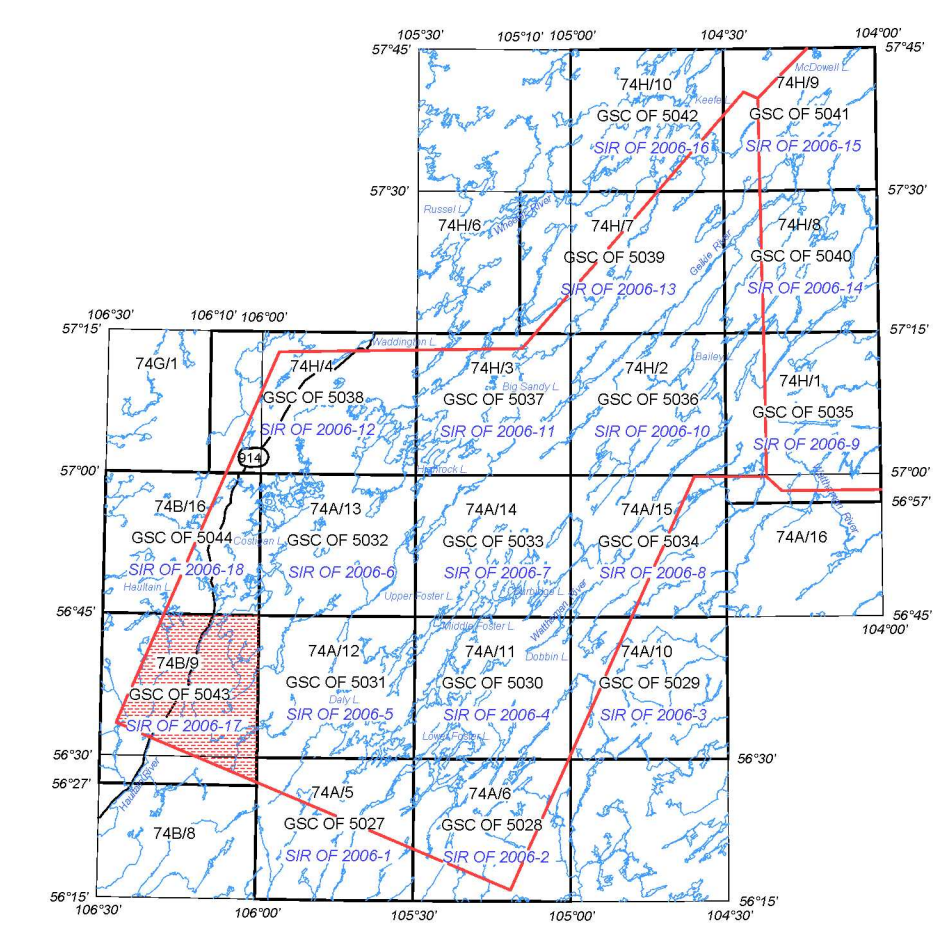 105°30'
105°10'
105°00'
104°30'
104°00'
57°45'
57°45'
McDowell L.
74H/10
74H/9
Keefe L.
GSC OF 5042
GSC OF 5041
SIR OF 2006-16
SIR OF 2006-15
57°30'
57°30'
Russel L.
Wheeler River
74H/6
74H/7
74H/8
Geikie River
GSC OF 5039
GSC OF 5040
SIR OF 2006-13
SIR OF 2006-14
106°30'
106°10'
106°00'
57°15'
57°15'
Waddington L.
Bailey L.
74G/1
74H/4
74H/3
74H/2
74H/1
Big Sandy L.
GSC OF 5038
GSC OF 5037
GSC OF 5036
GSC OF 5035
SIR OF 2006-12
SIR OF 2006-11
SIR OF 2006-10
SIR OF 2006-9
914
57°00'
57°00'
Wathaman River
56°57'
74B/16
74A/13
74A/14
74A/15
74A/16
GSC OF 5044
Costigan L.
GSC OF 5032
GSC OF 5033
GSC OF 5034
SIR OF 2006-18
SIR OF 2006-6
SIR OF 2006-7
SIR OF 2006-8
Haultain L.
Upper Foster L.
56°45'
56°45'
Middle Foster L.
Wathaman River
104°00'
74B/9
74A/12
74A/11
74A/10
Dobbin L.
GSC OF 5043
GSC OF 5031
GSC OF 5030
GSC OF 5029
Daly L.
SIR OF 2006-17
SIR OF 2006-5
SIR OF 2006-4
SIR OF 2006-3
Lower Foster L.
56°30'
56°30'
56°27'
Haultain River
74A/5
74A/6
74B/8
GSC OF 5027
GSC OF 5028
SIR OF 2006-1
SIR OF 2006-2
56°15'
56°15'
106°30'
106°00'
105°30'
105°00'
104°30'